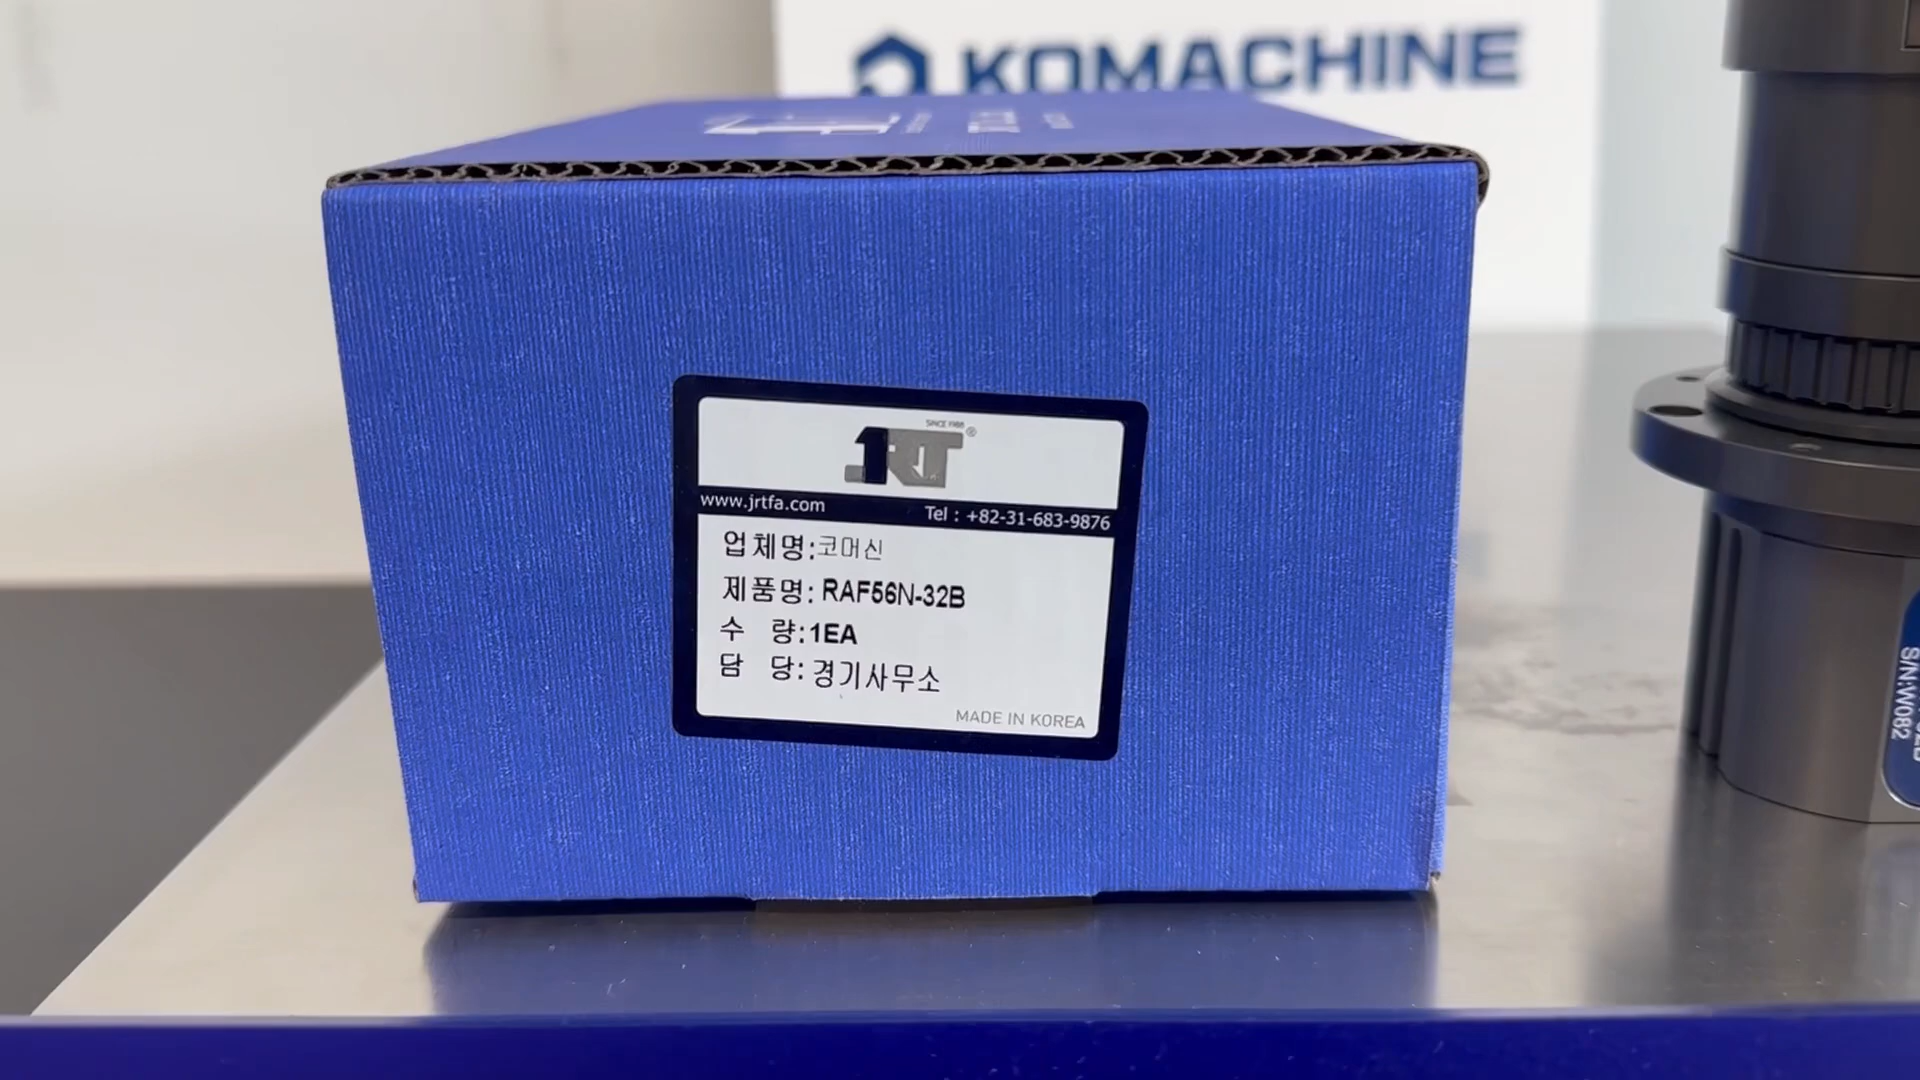 KOMACHINE
SINCE 1988
JRT®
www.jrtfa.com
Tel : +82-31-683-9876
업체명:코머신
제품명: RAF56N-32B
수 량:1EA
담 당:경기사무소
MADE IN KOREA
S/N:W082